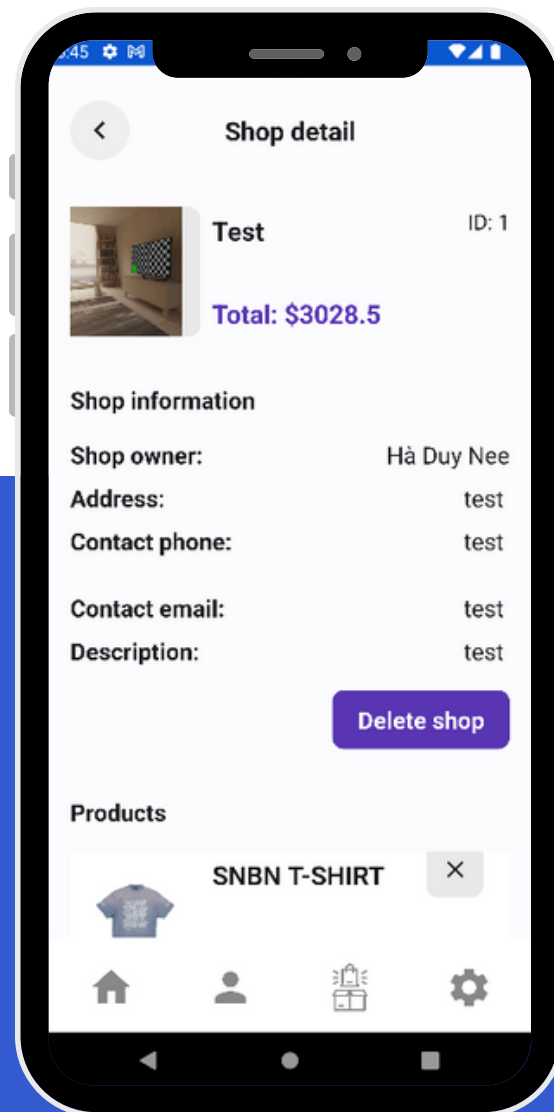 :45
Shop detail
Test
ID: 1
Total: $3028.5
Shop information
Shop owner: Hà Duy Nee
Address: test
Contact phone: test
Contact email: test
Description: test
Delete shop
Products
SNBN T-SHIRT